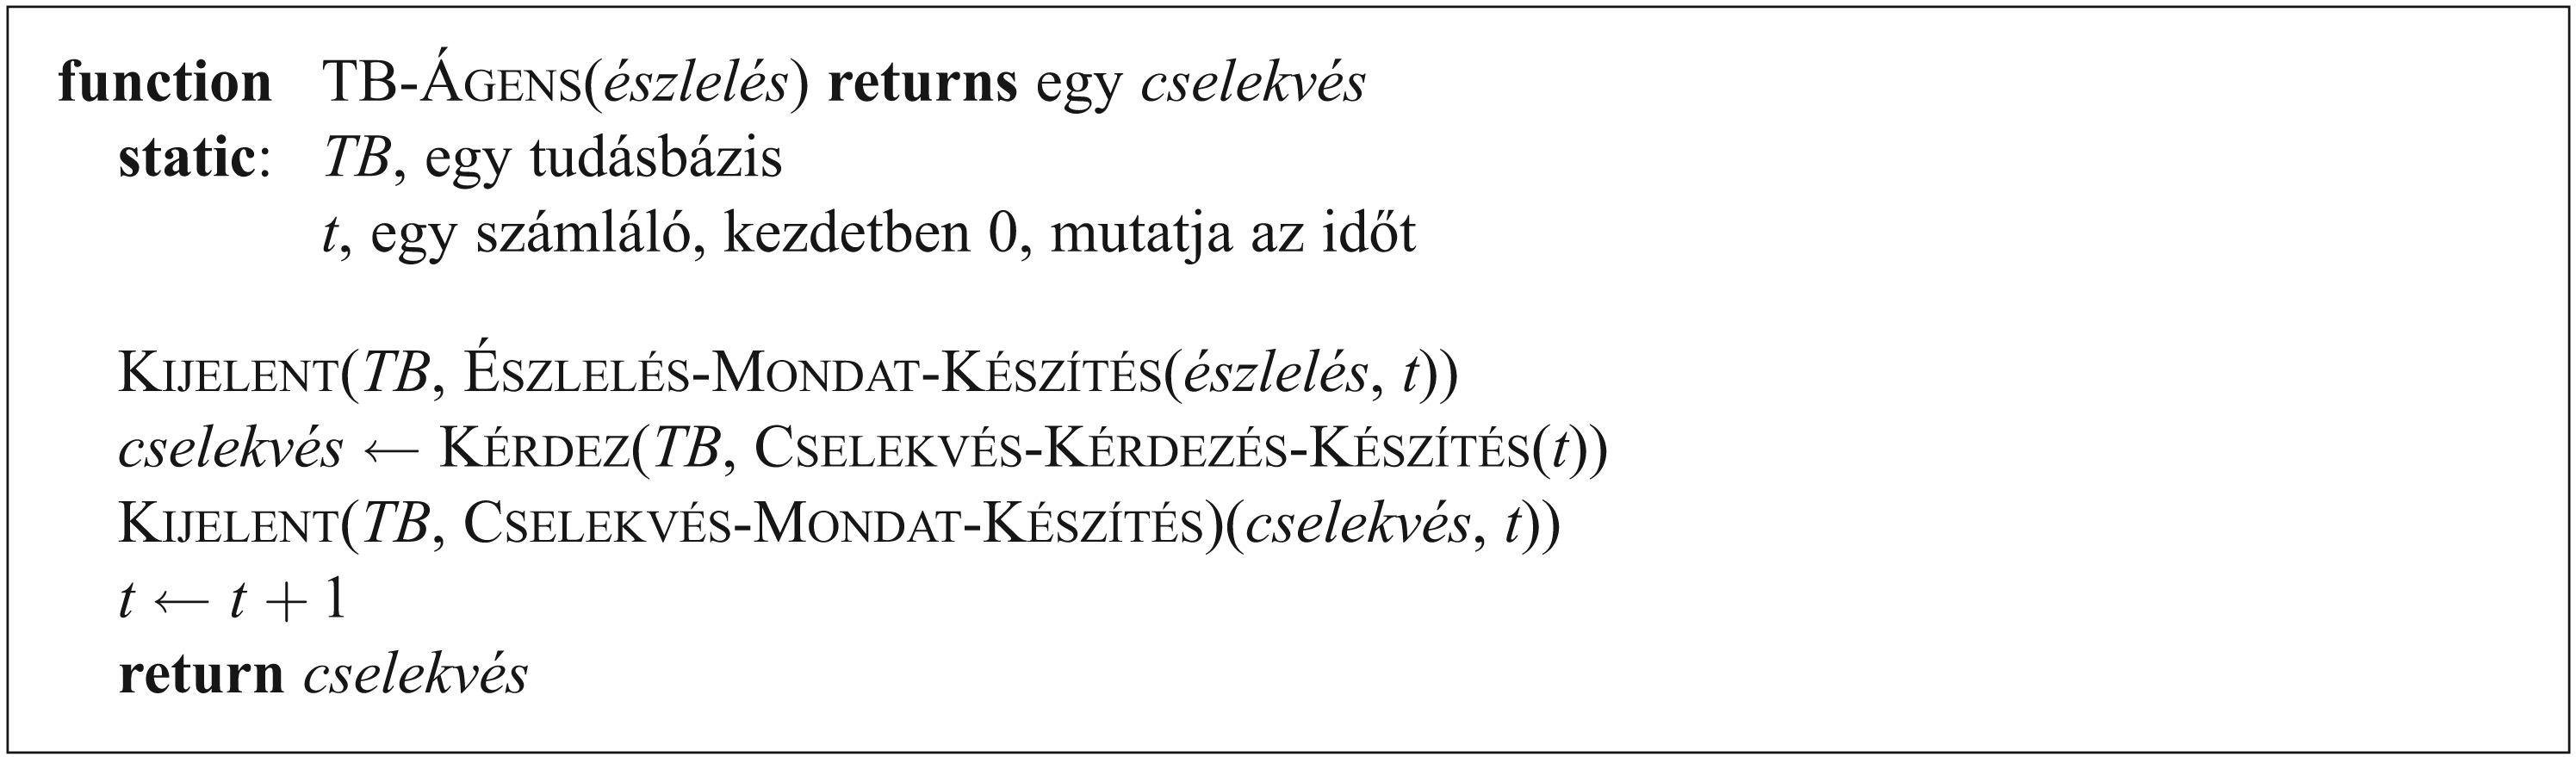 function TB-ÁGENS(észlelés) returns egy cselekvés
static: TB, egy tudásbázis
t, egy számláló, kezdetben 0, mutatja az időt
KIJELENT(TB, ÉSZLELÉS-MONDAT-KÉSZÍTÉS(észlelés, t))
cselekvés ← KÉRDEZ(TB, CSELEKVÉS-KÉRDEZÉS-KÉSZÍTÉS(t))
KIJELENT(TB, CSELEKVÉS-MONDAT-KÉSZÍTÉS)(cselekvés, t))
t ← t + 1
return cselekvés